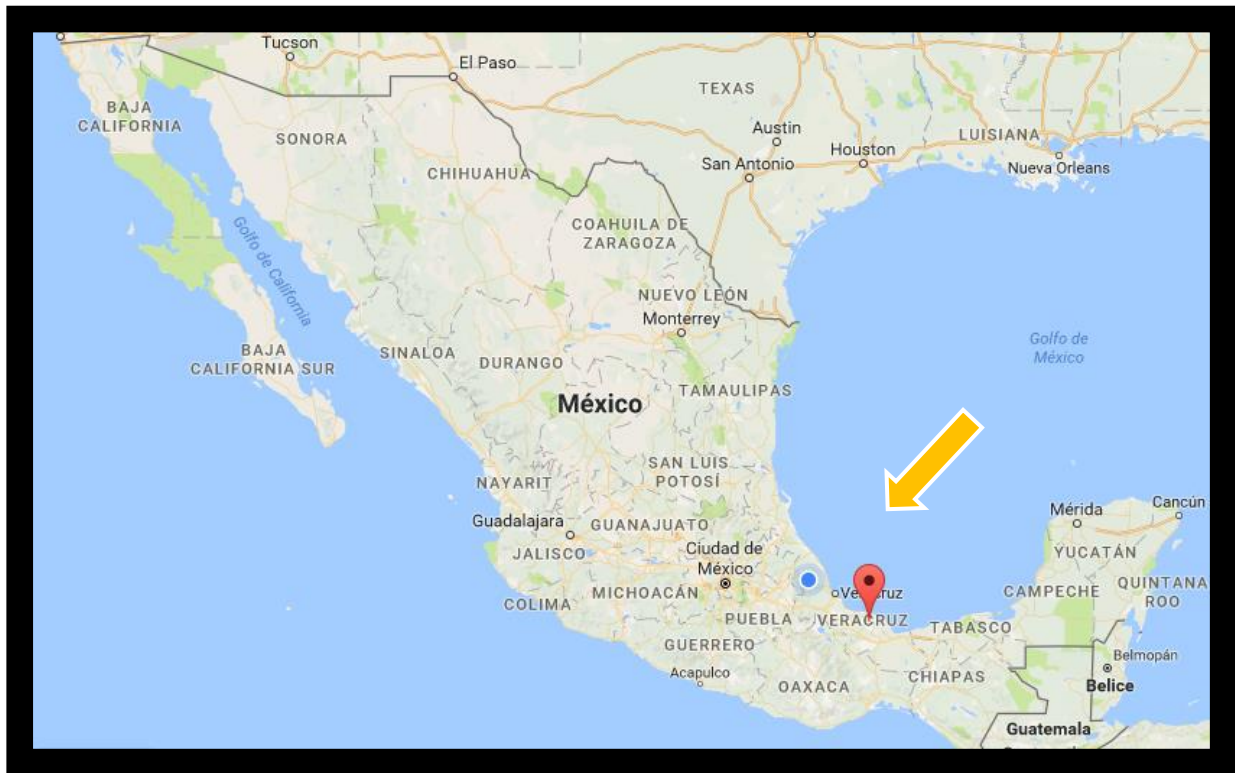 Tucson
El Paso
TEXAS
BAJA
CALIFORNIA
SONORA
Austin
LUISIANA
Houston
San Antonio
Nueva Orleans
CHIHUAHUA
COAHUILA DE
ZARAGOZA
Golfo de California
NUEVO LEÓN
Monterrey
Golfo de
México
BAJA
CALIFORNIA SUR
SINALOA
DURANGO
TAMAULIPAS
México
SAN LUIS
POTOSÍ
NAYARIT
Mérida
Cancún
Guadalajara
GUANAJUATO
JALISCO
Ciudad de
México
YUCATÁN
COLIMA
MICHOACÁN
CAMPECHE
QUINTANA
ROO
PUEBLA
VERACRUZ
TABASCO
GUERRERO
Acapulco
OAXACA
CHIAPAS
Belmopán
Belice
Guatemala